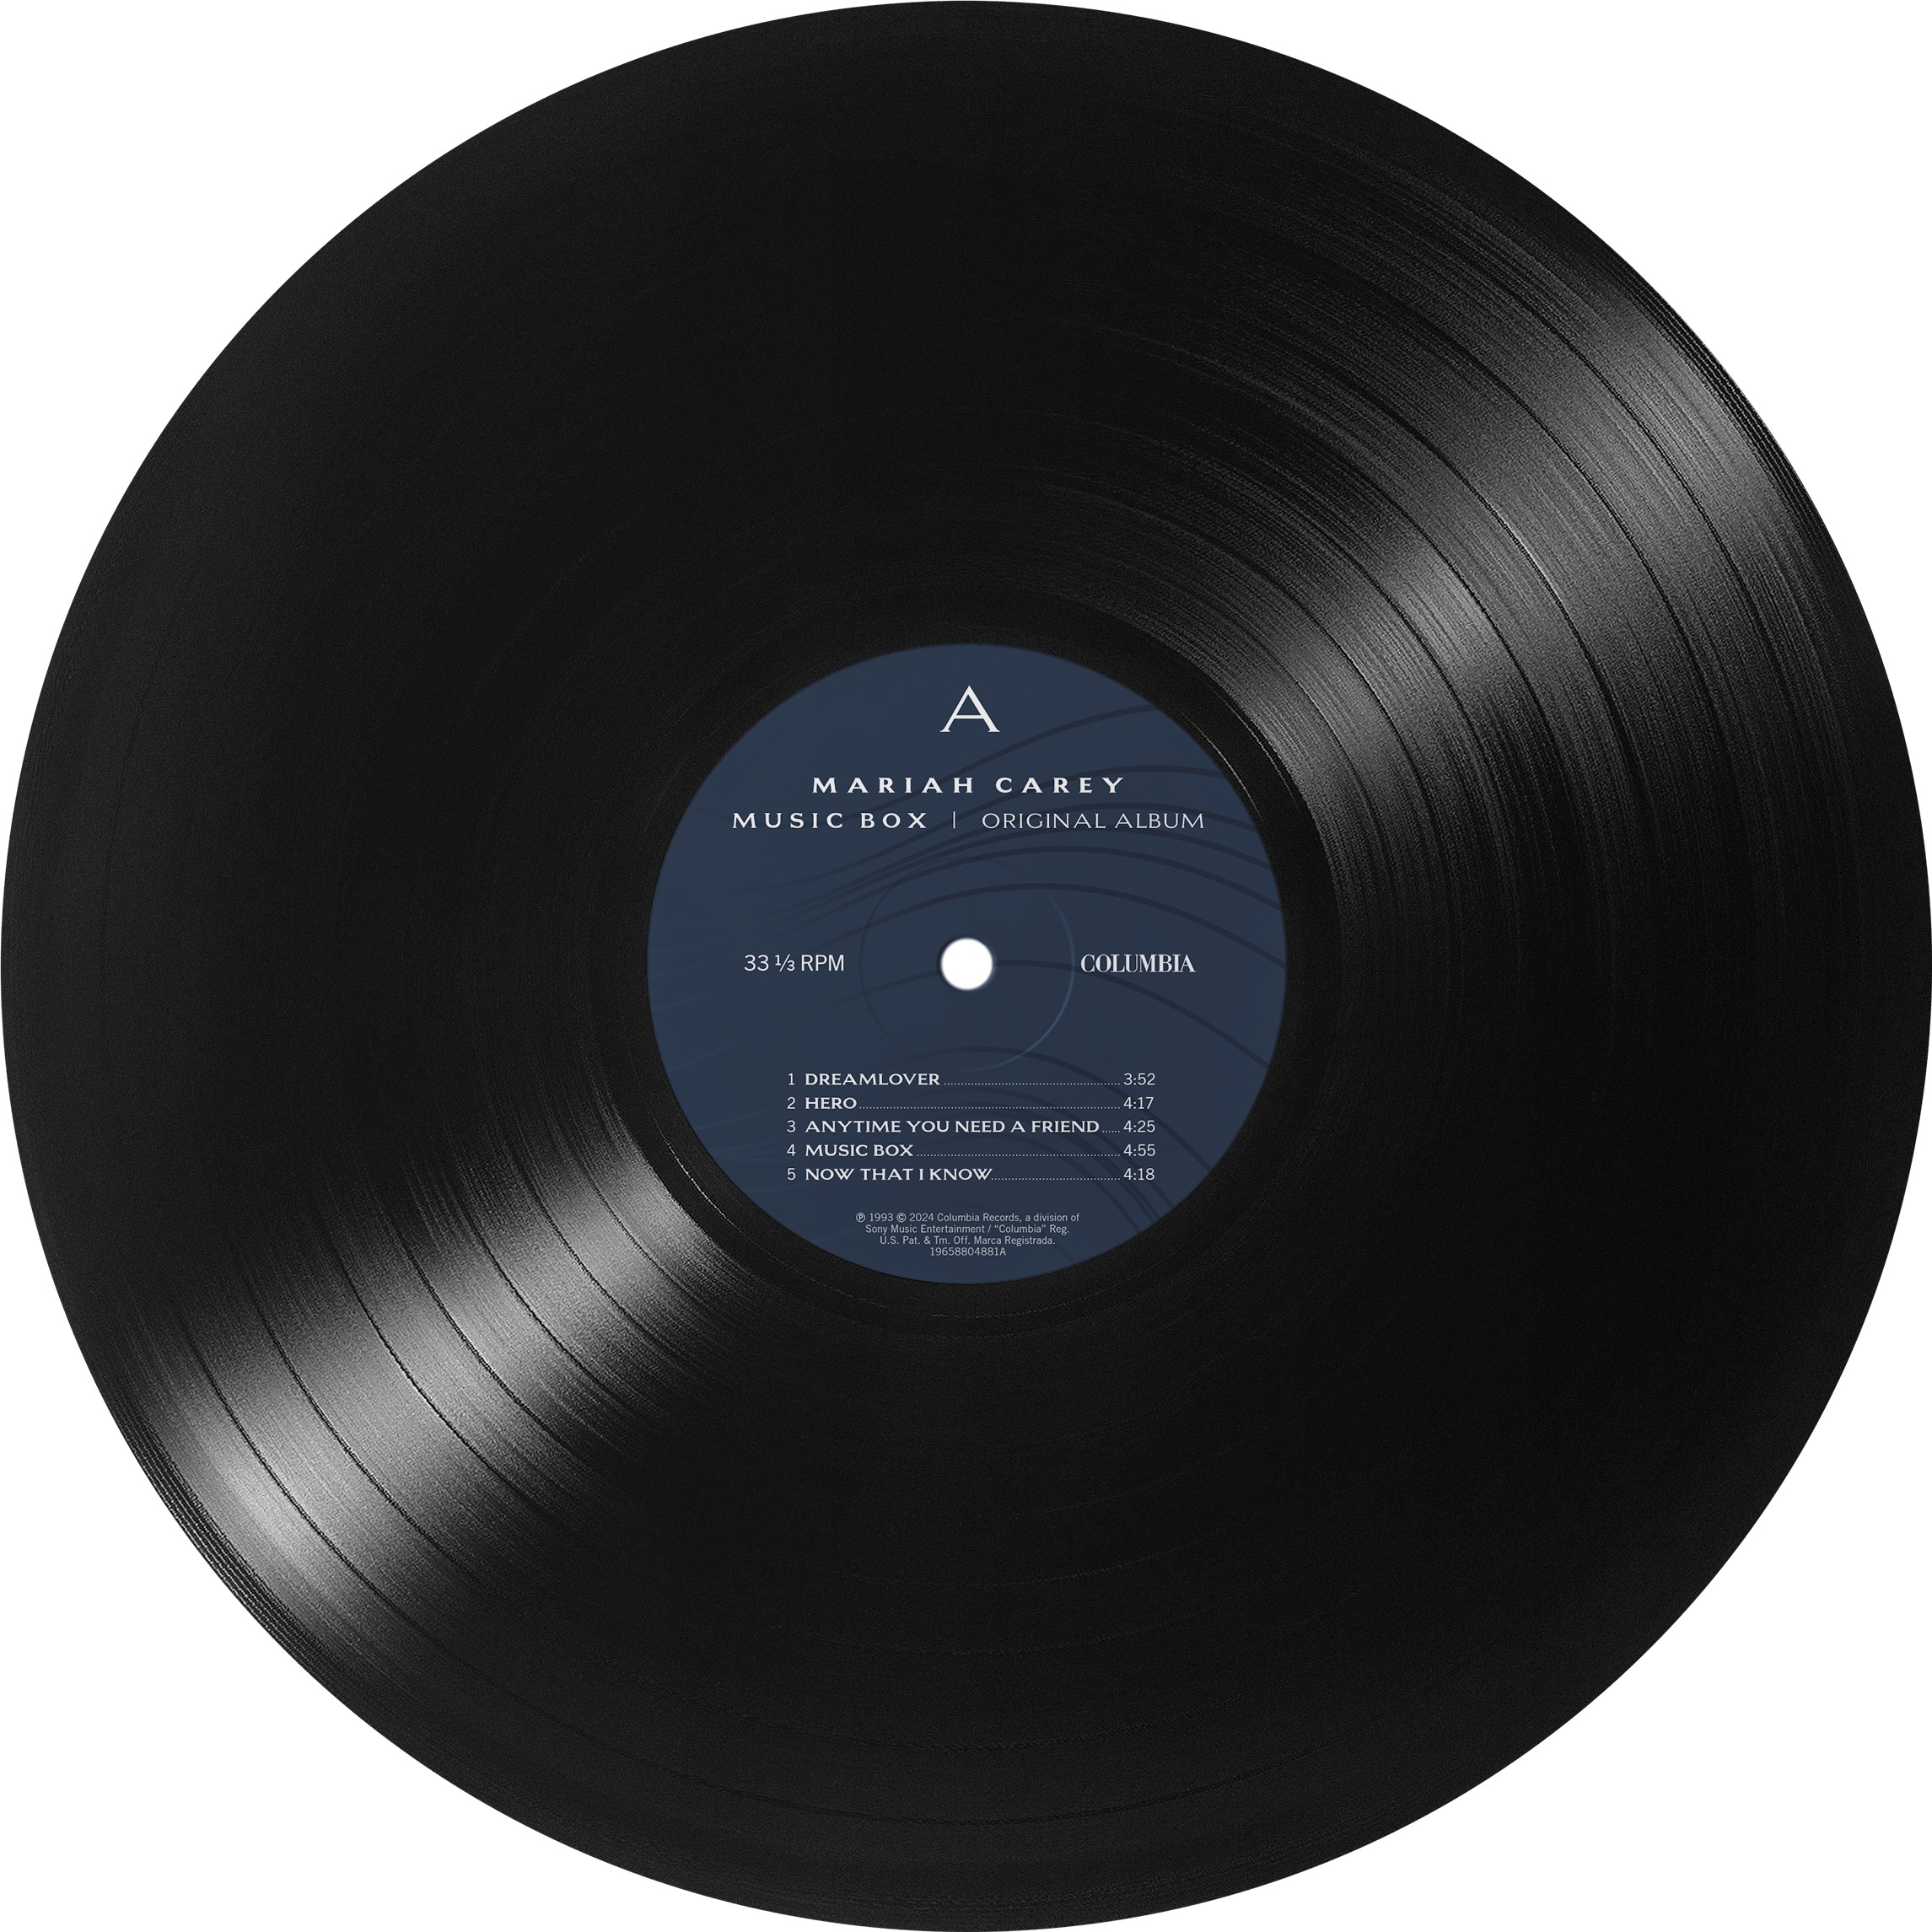 A
MARIAH CAREY
MUSIC BOX | ORIGINAL ALBUM
33 ⅓ RPM COLUMBIA
1 DREAMLOVER 3:52
2 HERO 4:17
3 ANYTIME YOU NEED A FRIEND 4:25
4 MUSIC BOX 4:55
5 NOW THAT I KNOW 4:18
℗ 1993 © 2024 Columbia Records, a division of
Sony Music Entertainment / “Columbia” Reg.
U.S. Pat. & Tm. Off. Marca Registrada.
19658804881A